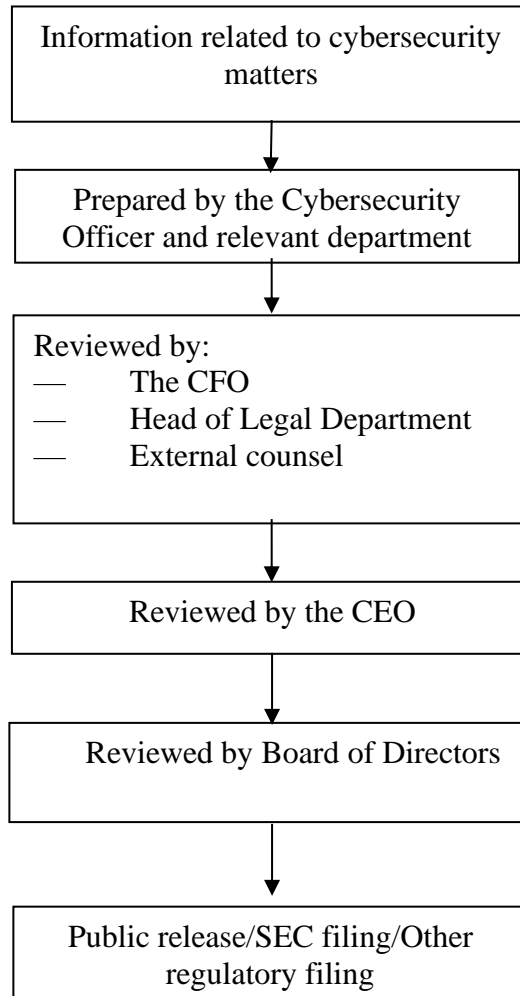 Information related to cybersecurity
matters
Prepared by the Cybersecurity
Officer and relevant department
Reviewed by:
— The CFO
— Head of Legal Department
— External counsel
Reviewed by the CEO
Reviewed by Board of Directors
Public release/SEC filing/Other
regulatory filing